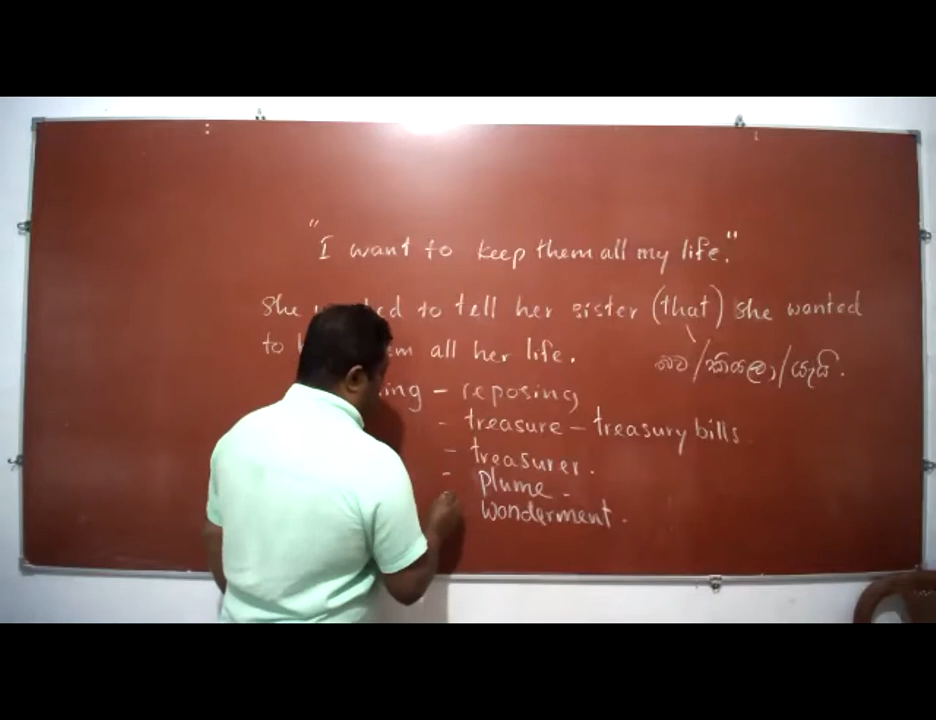 "I want to keep them all my life."
She to tell her sister (that) she wanted
to all her life.
බව/කියලා/යැයි.
- reposing
- treasure - treasury bills
- treasurer.
- plume -
wonderment.